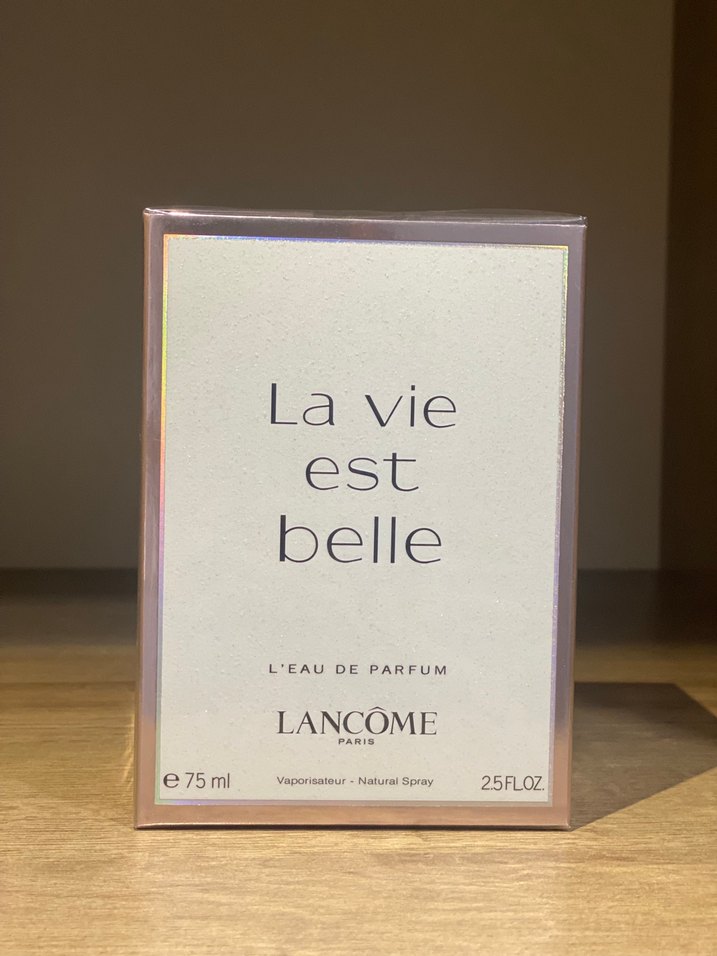 La vie
est
belle
L'EAU DE PARFUM
LANCÔME
PARIS
℮ 75 ml Vaporisateur - Natural Spray 2.5 FL.OZ.